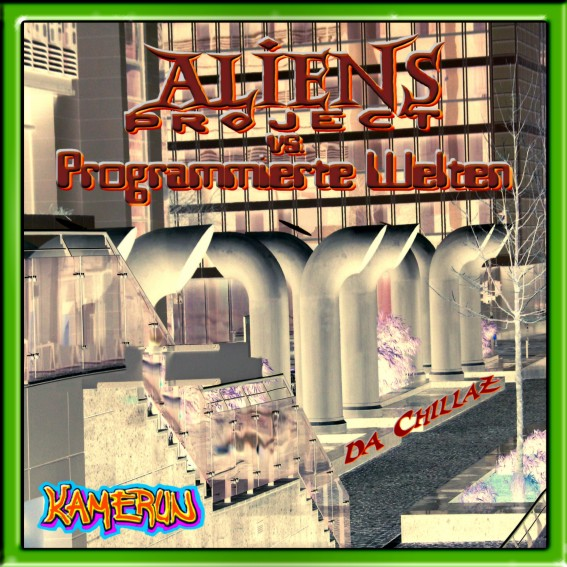 ALIENS
PROJECT
vs.
Programmierte Welten
DA CHILLAZ
KAMERUN